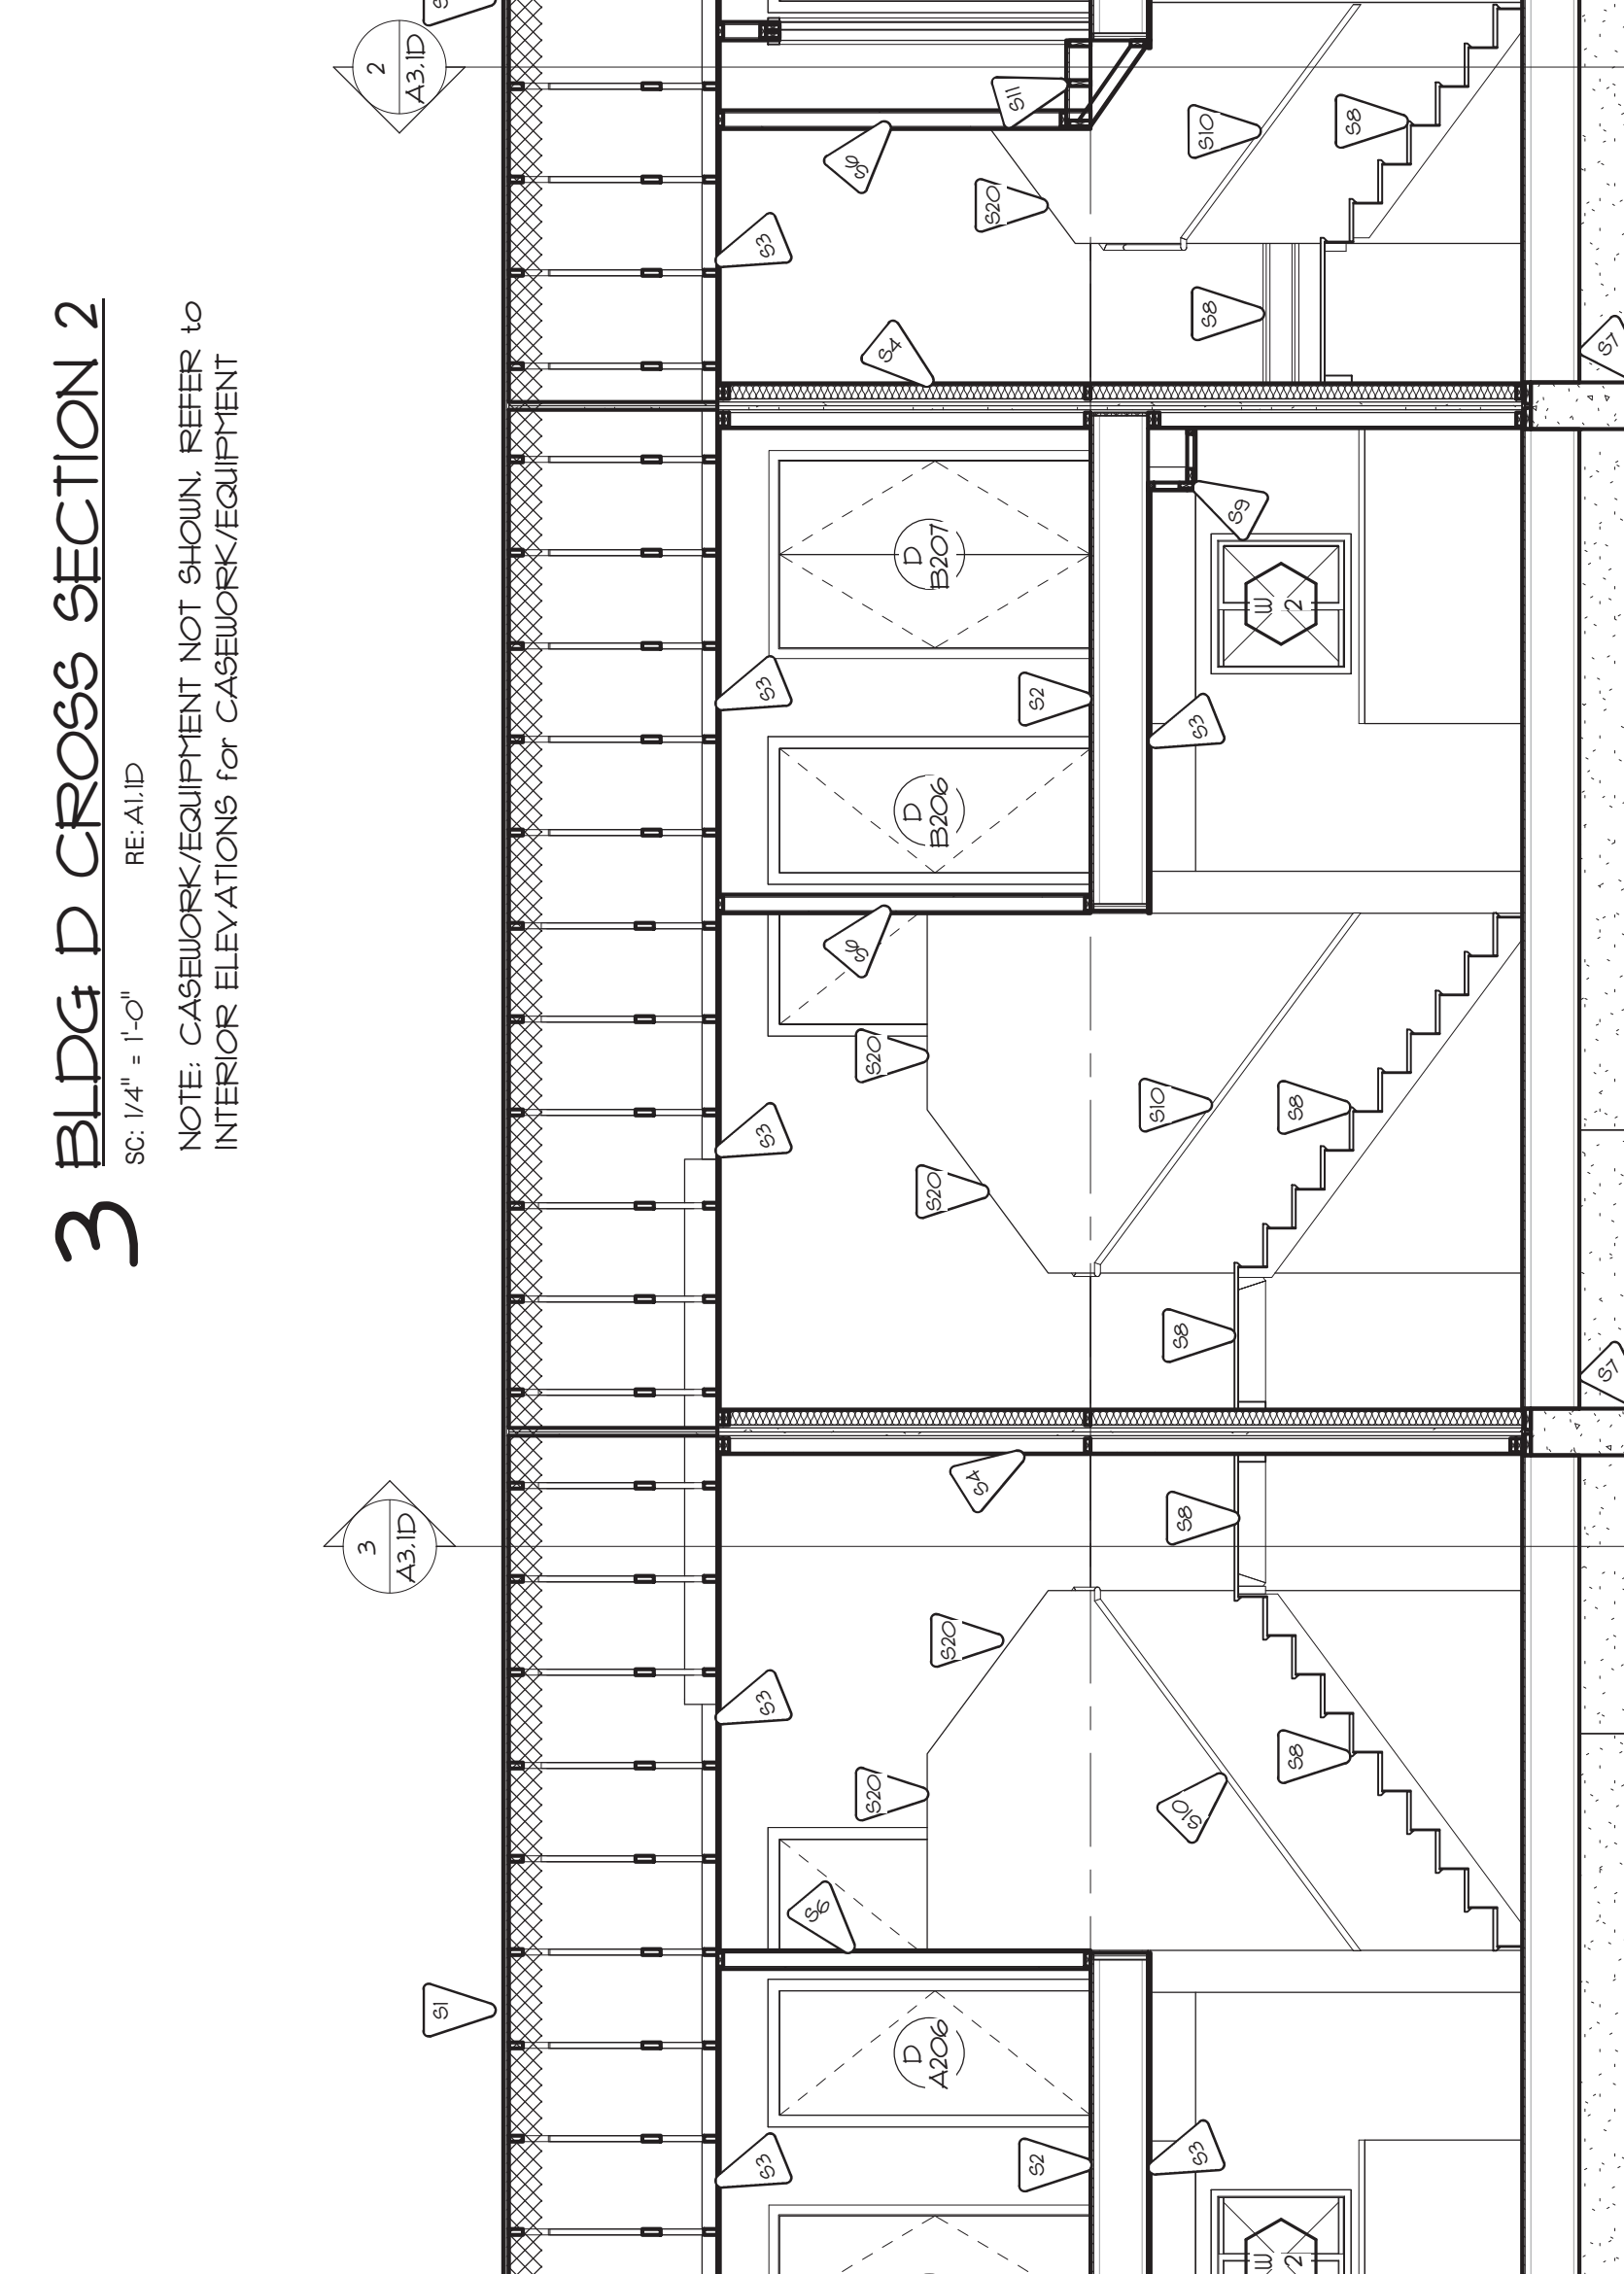 3 BLDG D CROSS SECTION 2
SC: 1/4" = 1'-0" RE: A1.1D
NOTE: CASEWORK/EQUIPMENT NOT SHOWN. REFER to
INTERIOR ELEVATIONS for CASEWORK/EQUIPMENT
3
A3.1D
2
A3.1D
S1
S3
S3
S3
S3
S3
S6
S6
S6
S20
S20
S20
S20
S20
S4
S4
D
A206
D
B206
D
B207
S2
S2
S11
S3
S3
S9
S10
S10
S10
S8
S8
S8
S8
S8
S8
W
2
W
2
S7
S7